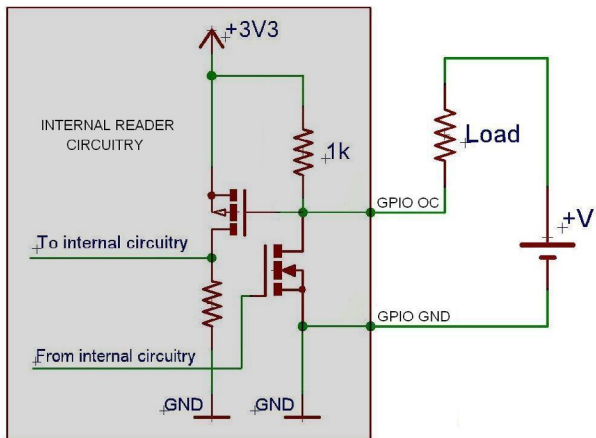 +3V3
INTERNAL READER
CIRCUITRY
1k
Load
GPIO OC
+V
To internal circuitry
GPIO GND
From internal circuitry
GND
GND